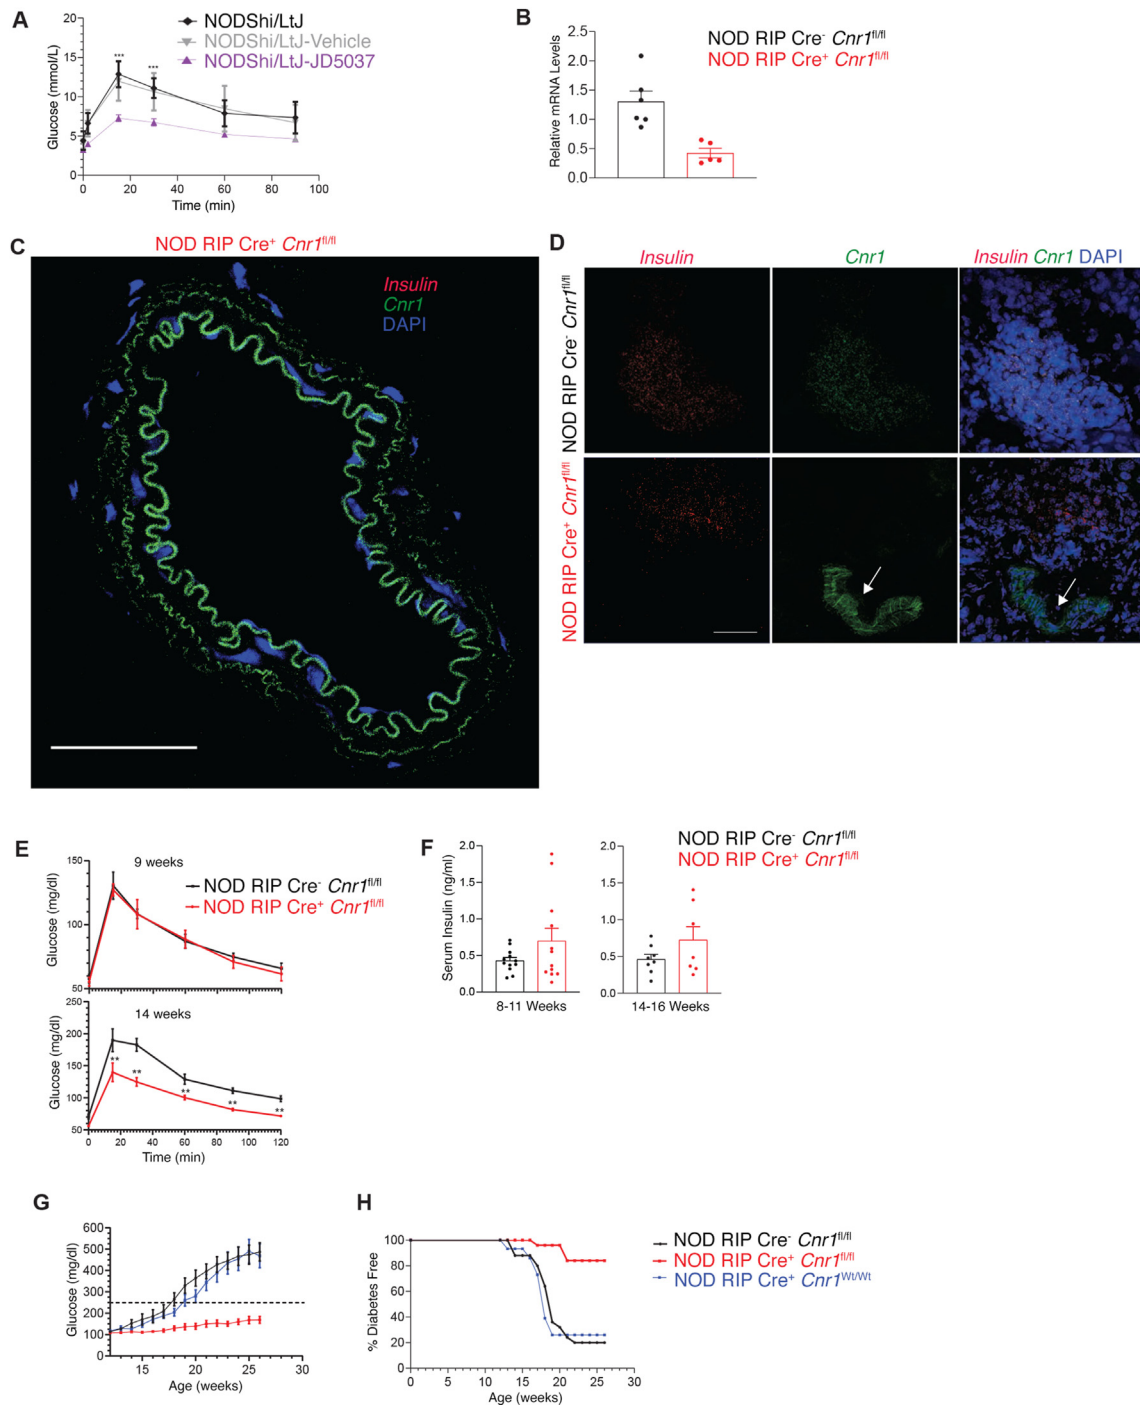 A
NODShi/LtJ
NODShi/LtJ-Vehicle
NODShi/LtJ-JD5037
Glucose (mmol/L)
20
15
10
5
0
***
***
0 20 40 60 80 100
Time (min)
B
NOD RIP Cre- Cnr1fl/fl
NOD RIP Cre+ Cnr1fl/fl
Relative mRNA Levels
2.5
2.0
1.5
1.0
0.5
0.0
C
NOD RIP Cre+ Cnr1fl/fl
Insulin
Cnr1
DAPI
D
Insulin
Cnr1
Insulin Cnr1 DAPI
NOD RIP Cre- Cnr1fl/fl
NOD RIP Cre+ Cnr1fl/fl
E
9 weeks
NOD RIP Cre- Cnr1fl/fl
NOD RIP Cre+ Cnr1fl/fl
Glucose (mg/dl)
150
100
50
14 weeks
Glucose (mg/dl)
250
200
150
100
50
**
**
**
**
**
0 20 40 60 80 100 120
Time (min)
F
NOD RIP Cre- Cnr1fl/fl
NOD RIP Cre+ Cnr1fl/fl
Serum Insulin (ng/ml)
2.0
1.5
1.0
0.5
0.0
8-11 Weeks
2.0
1.5
1.0
0.5
0.0
14-16 Weeks
G
Glucose (mg/dl)
600
500
400
300
200
100
0
15 20 25 30
Age (weeks)
H
NOD RIP Cre- Cnr1fl/fl
NOD RIP Cre+ Cnr1fl/fl
NOD RIP Cre+ Cnr1Wt/Wt
% Diabetes Free
100
80
60
40
20
0
0 5 10 15 20 25 30
Age (weeks)